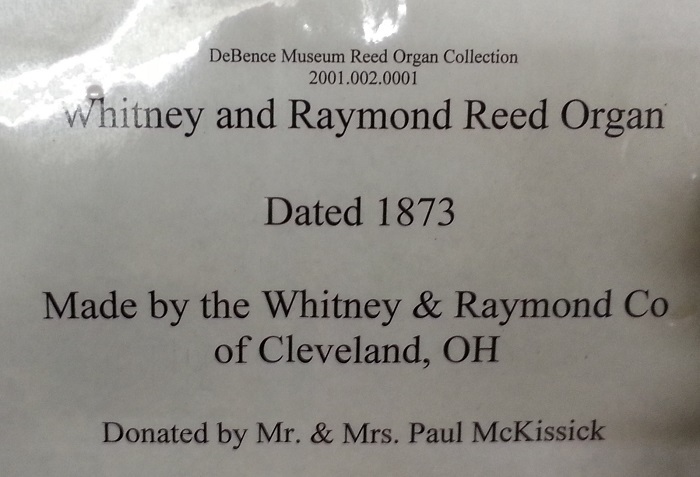 DeBence Museum Reed Organ Collection
2001.002.0001
Whitney and Raymond Reed Organ
Dated 1873
Made by the Whitney & Raymond Co
of Cleveland, OH
Donated by Mr. & Mrs. Paul McKissick